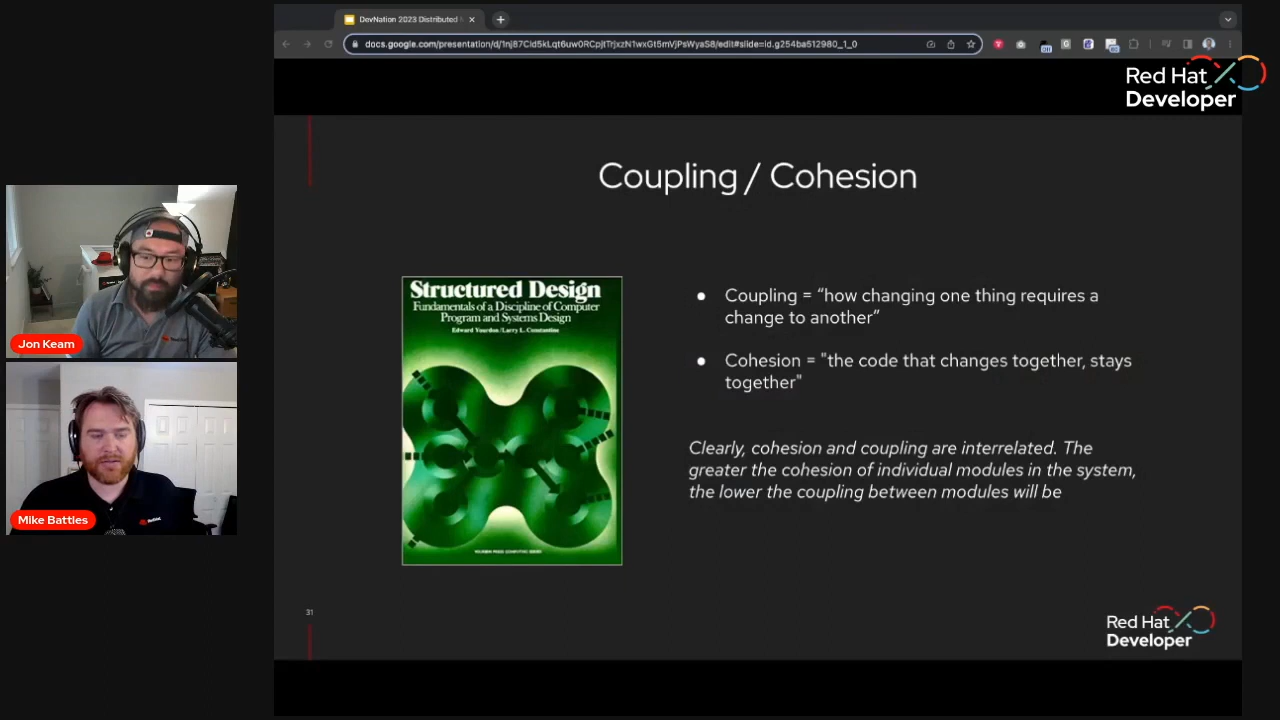 DevNation 2023 Distributed
docs.google.com/presentation/d/1nj87Cid5kLqt6uw0RCpjtTrjxzN1wxGt5mVjPsWyaS8/edit#slide=id.g254ba512980_1_0
Red Hat
Developer
Coupling / Cohesion
Structured Design
Fundamentals of a Discipline of Computer
Program and Systems Design
Edward Yourdon/Larry L. Constantine
YOURDON PRESS COMPUTING SERIES
● Coupling = “how changing one thing requires a
change to another”
● Cohesion = "the code that changes together, stays
together"
Clearly, cohesion and coupling are interrelated. The
greater the cohesion of individual modules in the system,
the lower the coupling between modules will be
Jon Keam
Mike Battles
31
Red Hat
Developer